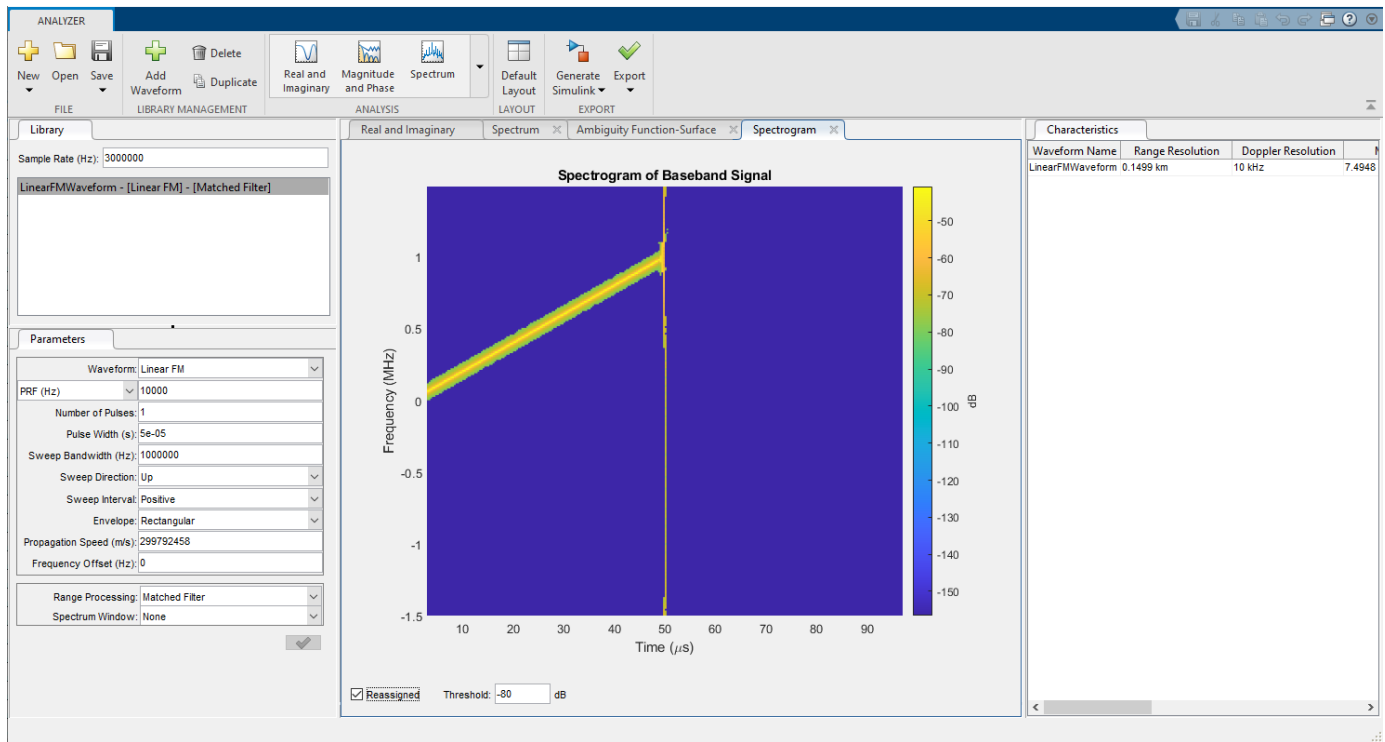 ANALYZER
New Open Save
Add Waveform
Delete
Duplicate
Real and Imaginary
Magnitude and Phase
Spectrum
Default Layout
Generate Simulink
Export
FILE LIBRARY MANAGEMENT ANALYSIS LAYOUT EXPORT
Library
Sample Rate (Hz): 3000000
LinearFMWaveform - [Linear FM] - [Matched Filter]
Parameters
Waveform: Linear FM
PRF (Hz) 10000
Number of Pulses: 1
Pulse Width (s): 5e-05
Sweep Bandwidth (Hz): 1000000
Sweep Direction: Up
Sweep Interval: Positive
Envelope: Rectangular
Propagation Speed (m/s): 299792458
Frequency Offset (Hz): 0
Range Processing: Matched Filter
Spectrum Window: None
Real and Imaginary Spectrum Ambiguity Function-Surface Spectrogram
Spectrogram of Baseband Signal
Frequency (MHz)
1
0.5
0
-0.5
-1
-1.5
10 20 30 40 50 60 70 80 90
Time (μs)
-50
-60
-70
-80
-90
-100
-110
-120
-130
-140
-150
dB
Reassigned Threshold: -80 dB
Characteristics
Waveform Name Range Resolution Doppler Resolution
LinearFMWaveform 0.1499 km 10 kHz 7.4948